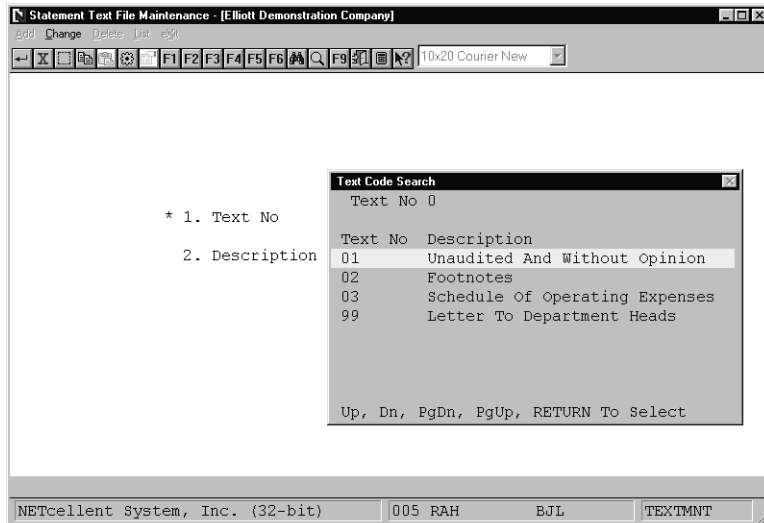 Statement Text File Maintenance - [Elliott Demonstration Company]
Add Change Delete List eXit
X F1 F2 F3 F4 F5 F6 F9 10x20 Courier New
Text Code Search
Text No 0
* 1. Text No
2. Description
Text No Description
01 Unaudited And Without Opinion
02 Footnotes
03 Schedule Of Operating Expenses
99 Letter To Department Heads
Up, Dn, PgDn, PgUp, RETURN To Select
NETcellent System, Inc. (32-bit) 005 RAH BJL TEXTMNT